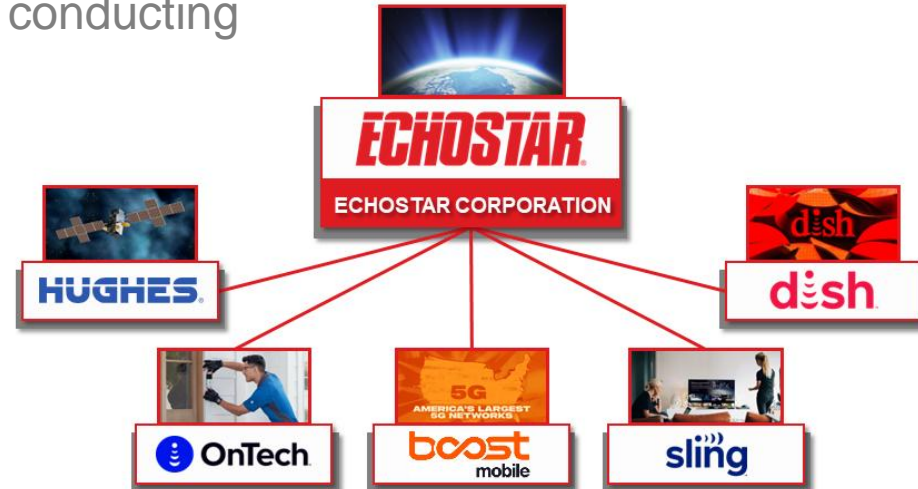 conducting
ECHOSTAR®
ECHOSTAR CORPORATION
HUGHES®
dish
dish
OnTech
5G
AMERICA'S LARGEST
5G NETWORKS
boost
mobile
sling